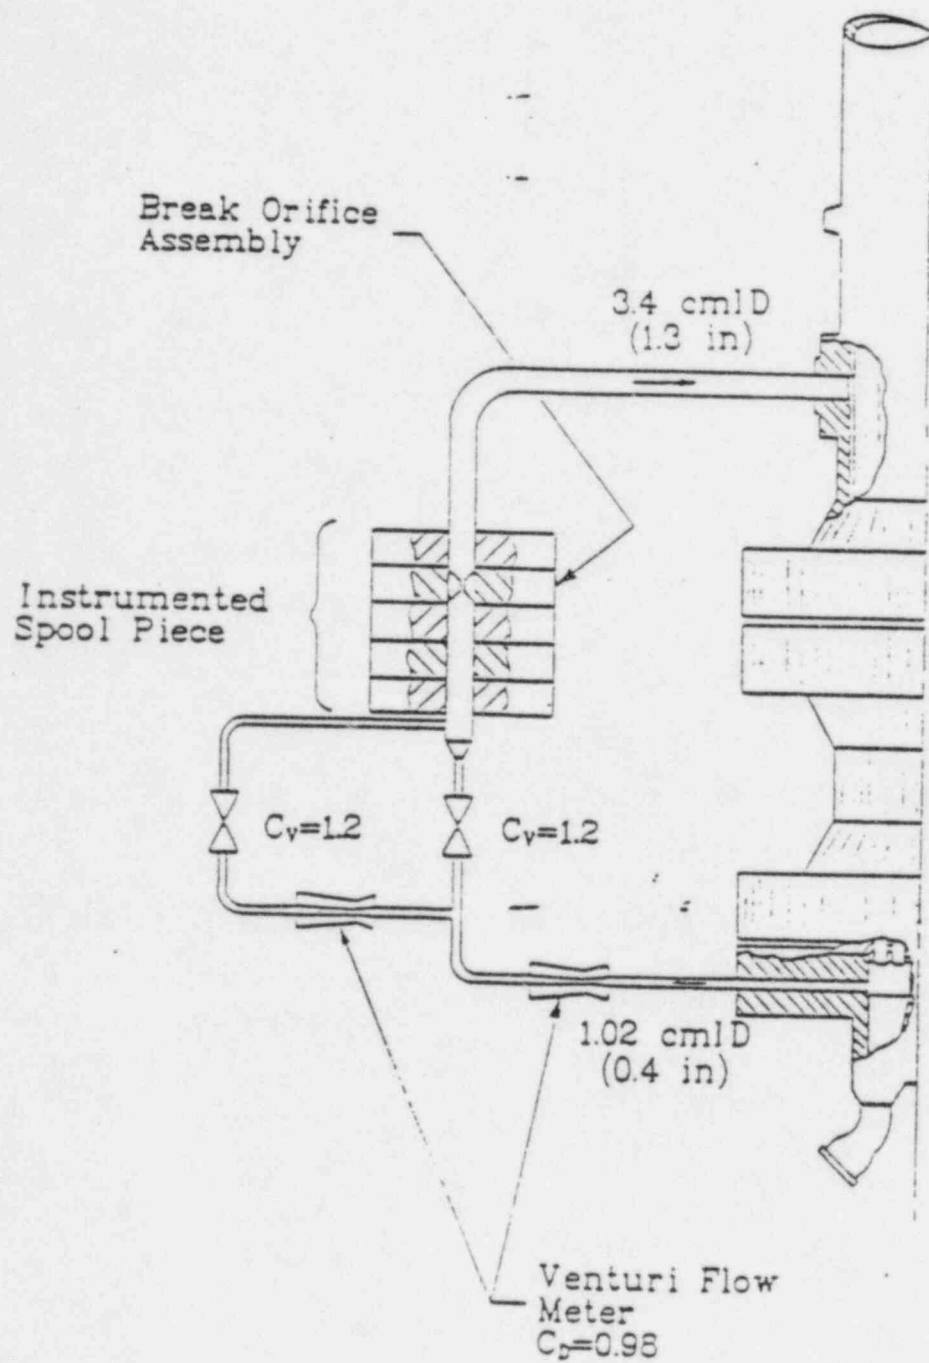 Break Orifice
Assembly
3.4 cmID
(1.3 in)
Instrumented
Spool Piece
Cv=1.2
Cv=1.2
1.02 cmID
(0.4 in)
Venturi Flow
Meter
CD=0.98